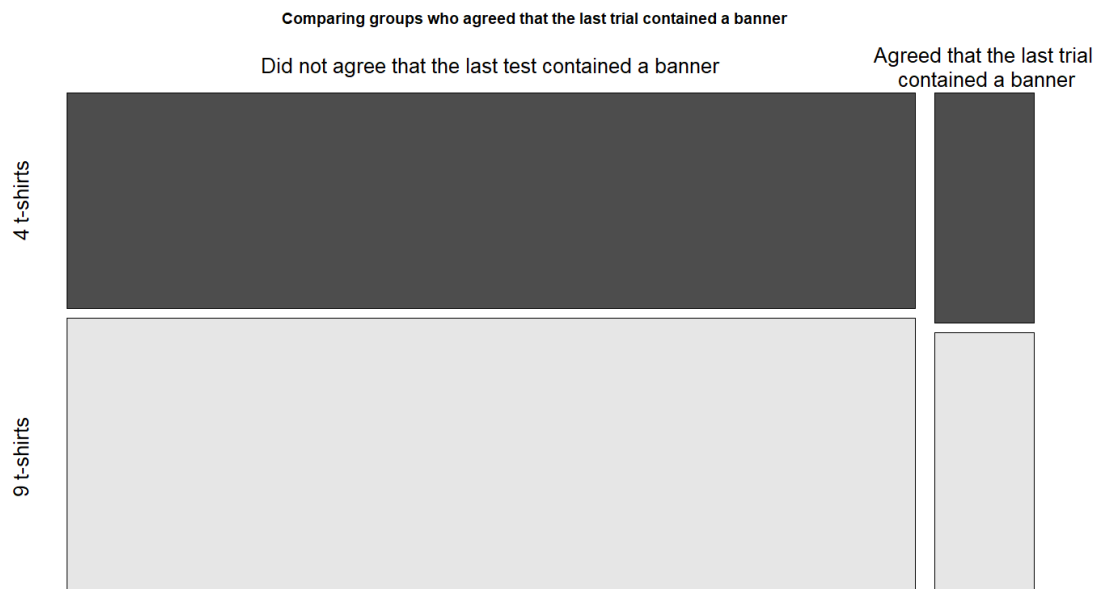 Comparing groups who agreed that the last trial contained a banner
Did not agree that the last test contained a banner
Agreed that the last trial
contained a banner
4 t-shirts
9 t-shirts